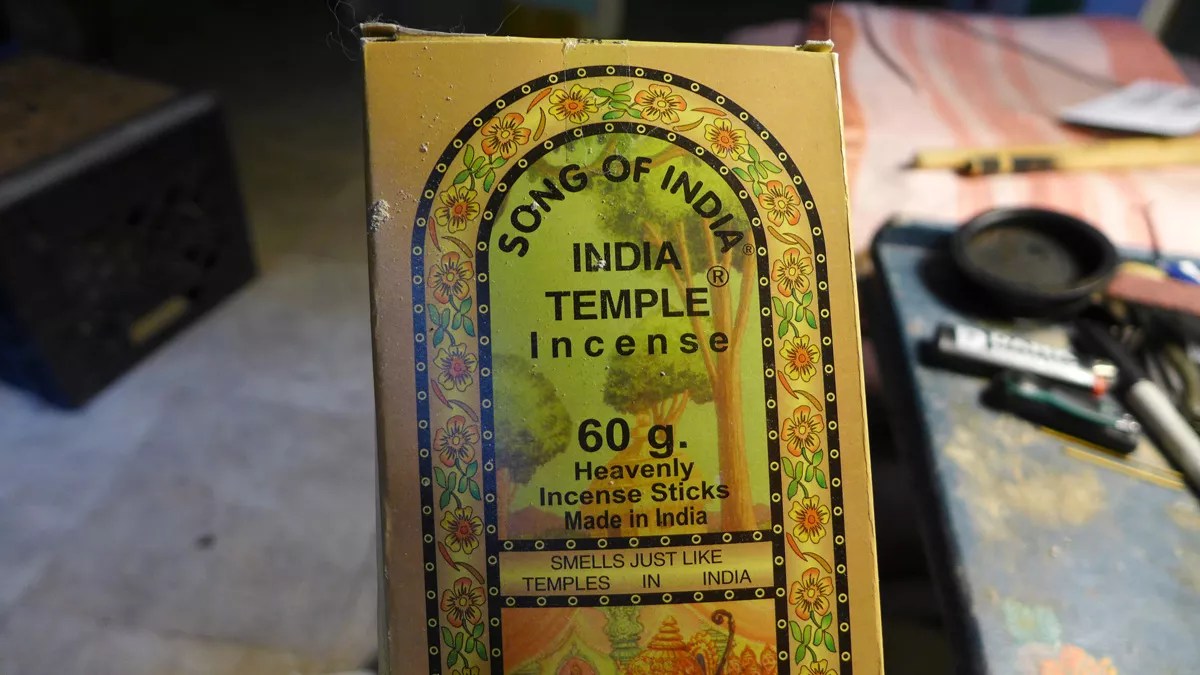 SONG OF INDIA®
INDIA
TEMPLE®
Incense
60 g.
Heavenly
Incense Sticks
Made in India
SMELLS JUST LIKE
TEMPLES IN INDIA